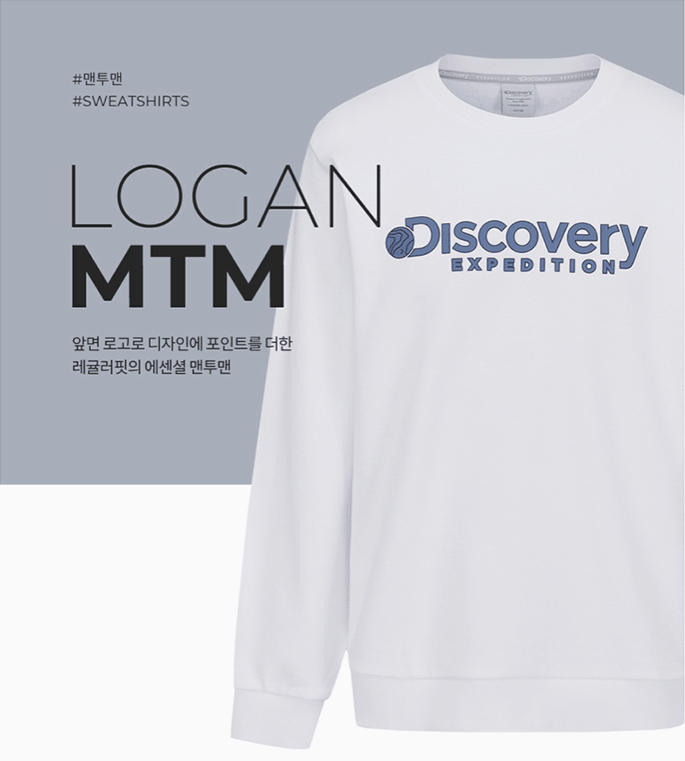 #맨투맨
#SWEATSHIRTS
LOGAN
MTM
앞면 로고로 디자인에 포인트를 더한
레귤러핏의 에센셜 맨투맨
Discovery
EXPEDITION
Discovery